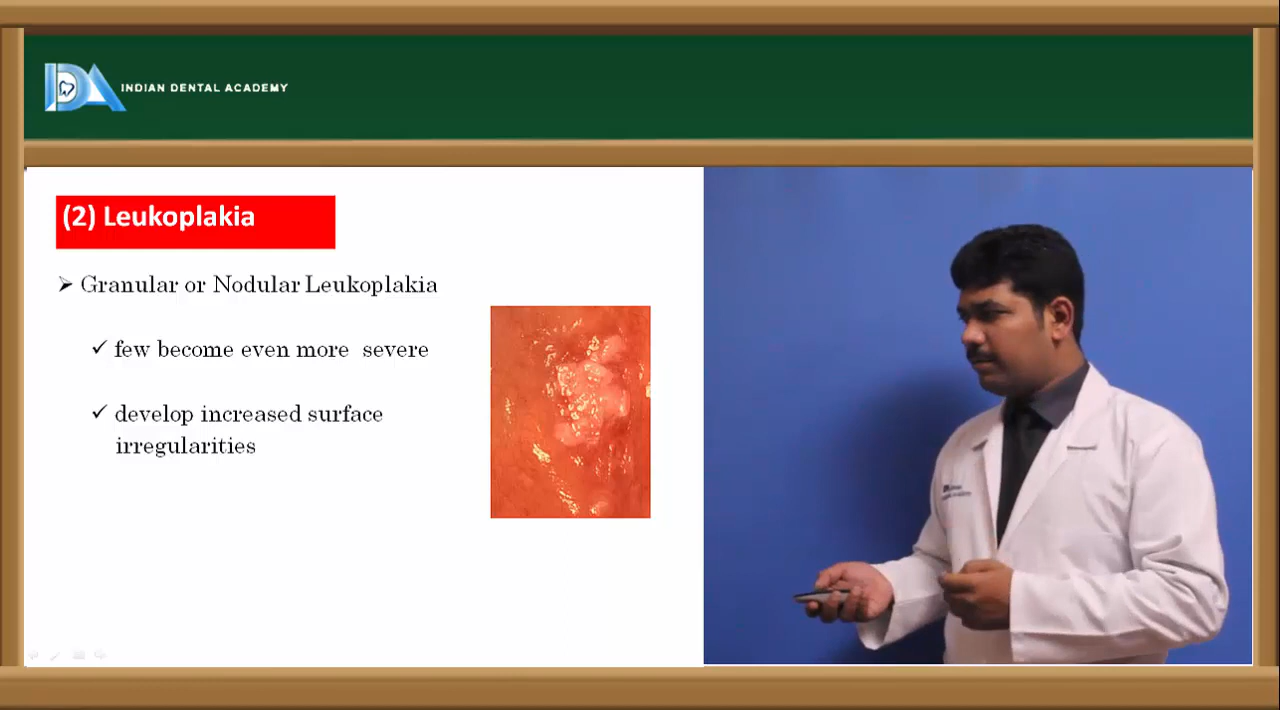 INDIAN DENTAL ACADEMY
(2) Leukoplakia
➢ Granular or Nodular Leukoplakia
✓ few become even more severe
✓ develop increased surface
irregularities